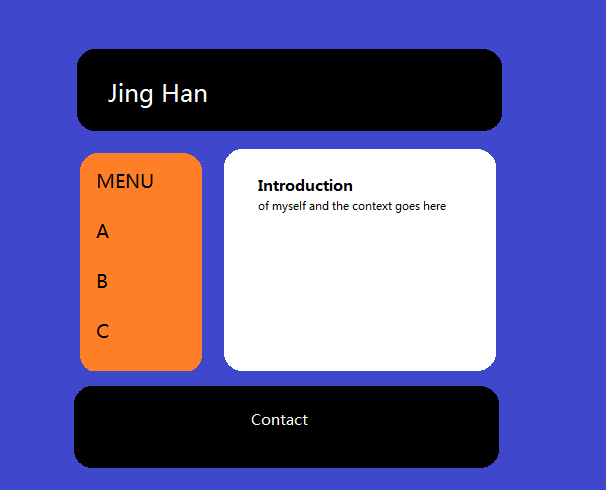 Jing Han
MENU
A
B
C
Introduction
of myself and the context goes here
Contact